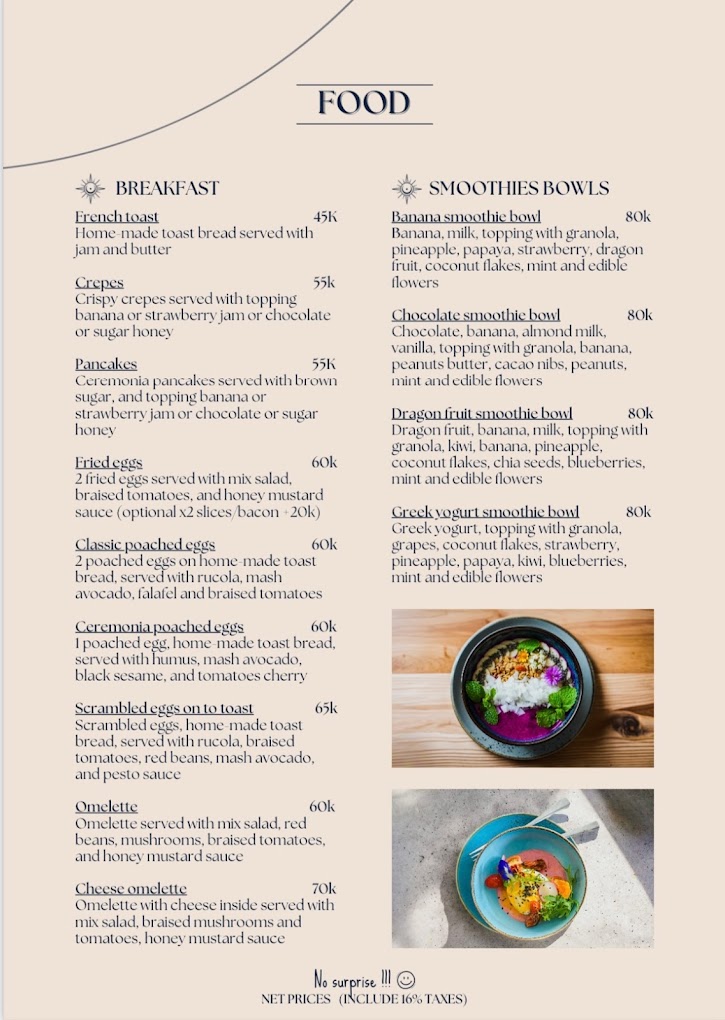 FOOD
BREAKFAST
French toast 45K
Home-made toast bread served with
jam and butter
Crepes 55k
Crispy crepes served with topping
banana or strawberry jam or chocolate
or sugar honey
Pancakes 55K
Ceremonia pancakes served with brown
sugar, and topping banana or
strawberry jam or chocolate or sugar
honey
Fried eggs 60k
2 fried eggs served with mix salad,
braised tomatoes, and honey mustard
sauce (optional x2 slices/bacon +20k)
Classic poached eggs 60k
2 poached eggs on home-made toast
bread, served with rucola, mash
avocado, falafel and braised tomatoes
Ceremonia poached eggs 60k
1 poached egg, home-made toast bread,
served with humus, mash avocado,
black sesame, and tomatoes cherry
Scrambled eggs on to toast 65k
Scrambled eggs, home-made toast
bread, served with rucola, braised
tomatoes, red beans, mash avocado,
and pesto sauce
Omelette 60k
Omelette served with mix salad, red
beans, mushrooms, braised tomatoes,
and honey mustard sauce
Cheese omelette 70k
Omelette with cheese inside served with
mix salad, braised mushrooms and
tomatoes, honey mustard sauce
SMOOTHIES BOWLS
Banana smoothie bowl 80k
Banana, milk, topping with granola,
pineapple, papaya, strawberry, dragon
fruit, coconut flakes, mint and edible
flowers
Chocolate smoothie bowl 80k
Chocolate, banana, almond milk,
vanilla, topping with granola, banana,
peanuts butter, cacao nibs, peanuts,
mint and edible flowers
Dragon fruit smoothie bowl 80k
Dragon fruit, banana, milk, topping with
granola, kiwi, banana, pineapple,
coconut flakes, chia seeds, blueberries,
mint and edible flowers
Greek yogurt smoothie bowl 80k
Greek yogurt, topping with granola,
grapes, coconut flakes, strawberry,
pineapple, papaya, kiwi, blueberries,
mint and edible flowers
No surprise !!! ☺
NET PRICES (INCLUDE 16% TAXES)